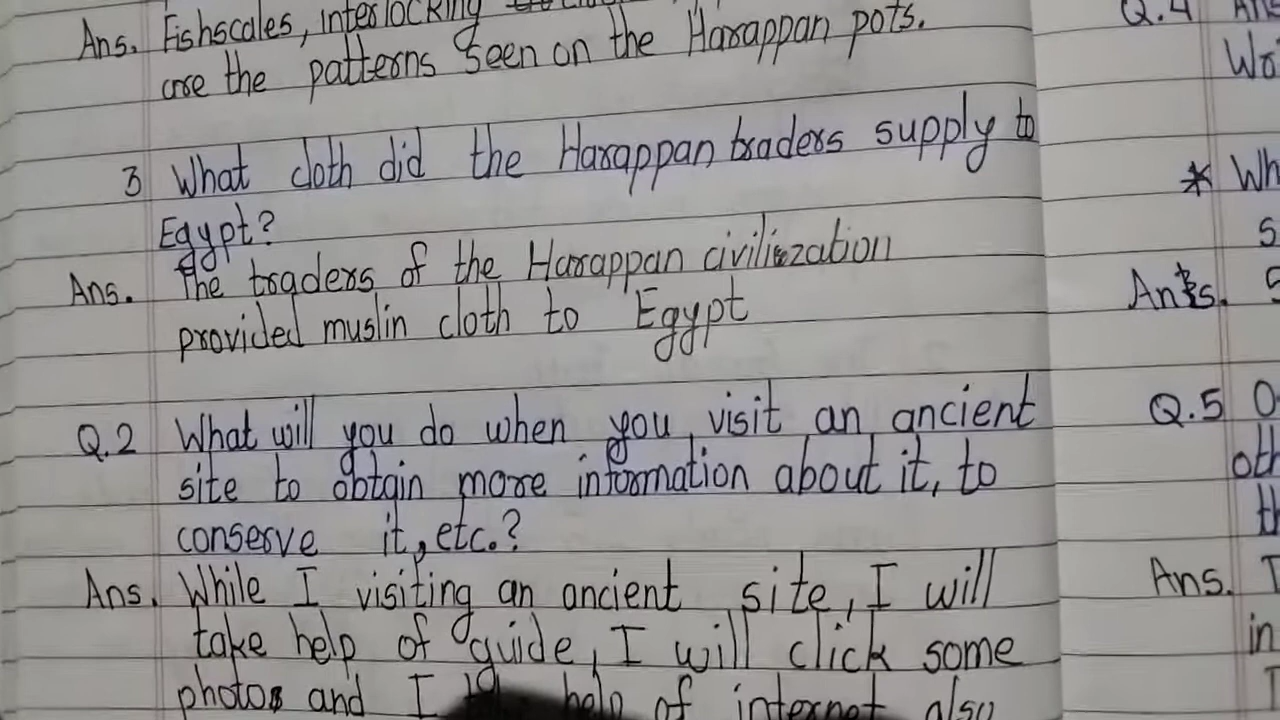 Ans. Fishscales, interlocking
are the patterns seen on the Harappan pots.
3 What cloth did the Harappan traders supply to
Egypt?
Ans. The traders of the Harappan civilization
provided muslin cloth to Egypt
Q.2 What will you do when you visit an ancient
site to obtain more information about it, to
conserve it, etc.?
Ans. While I visiting an ancient site, I will
take help of guide, I will click some
photos and I help of internet also
Q.4
* Wh
Ans.
Q.5
oth
th
Ans. I
in
I